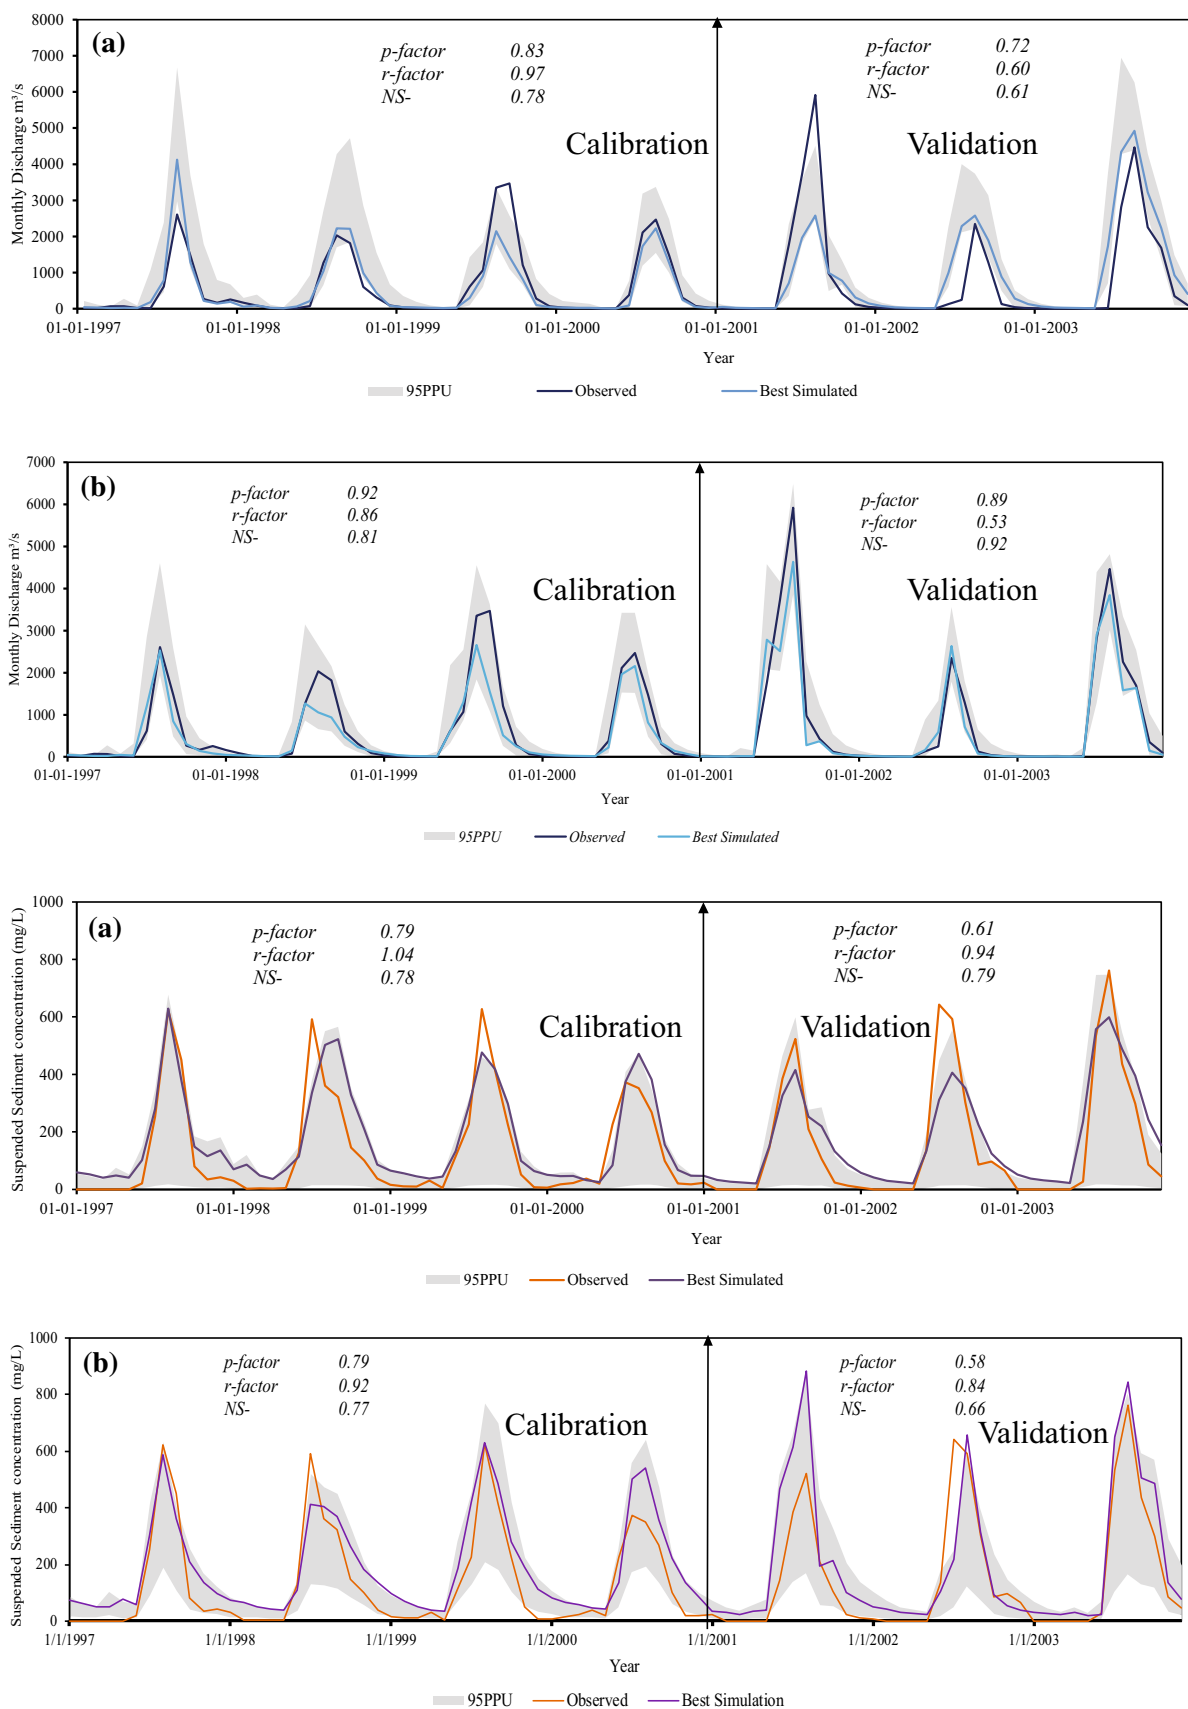 8000
7000
6000
5000
4000
3000
2000
1000
0
Monthly Discharge m³/s
(a)
p-factor 0.83
r-factor 0.97
NS- 0.78
Calibration
p-factor 0.72
r-factor 0.60
NS- 0.61
Validation
01-01-1997 01-01-1998 01-01-1999 01-01-2000 01-01-2001 01-01-2002 01-01-2003
Year
95PPU Observed Best Simulated
7000
6000
5000
4000
3000
2000
1000
0
Monthly Discharge m³/s
(b)
p-factor 0.92
r-factor 0.86
NS- 0.81
Calibration
p-factor 0.89
r-factor 0.53
NS- 0.92
Validation
01-01-1997 01-01-1998 01-01-1999 01-01-2000 01-01-2001 01-01-2002 01-01-2003
Year
95PPU Observed Best Simulated
1000
800
600
400
200
0
Suspended Sediment concentration (mg/L)
(a)
p-factor 0.79
r-factor 1.04
NS- 0.78
Calibration
p-factor 0.61
r-factor 0.94
NS- 0.79
Validation
01-01-1997 01-01-1998 01-01-1999 01-01-2000 01-01-2001 01-01-2002 01-01-2003
Year
95PPU Observed Best Simulated
1000
800
600
400
200
0
Suspended Sediment concentration (mg/L)
(b)
p-factor 0.79
r-factor 0.92
NS- 0.77
Calibration
p-factor 0.58
r-factor 0.84
NS- 0.66
Validation
1/1/1997 1/1/1998 1/1/1999 1/1/2000 1/1/2001 1/1/2002 1/1/2003
Year
95PPU Observed Best Simulation